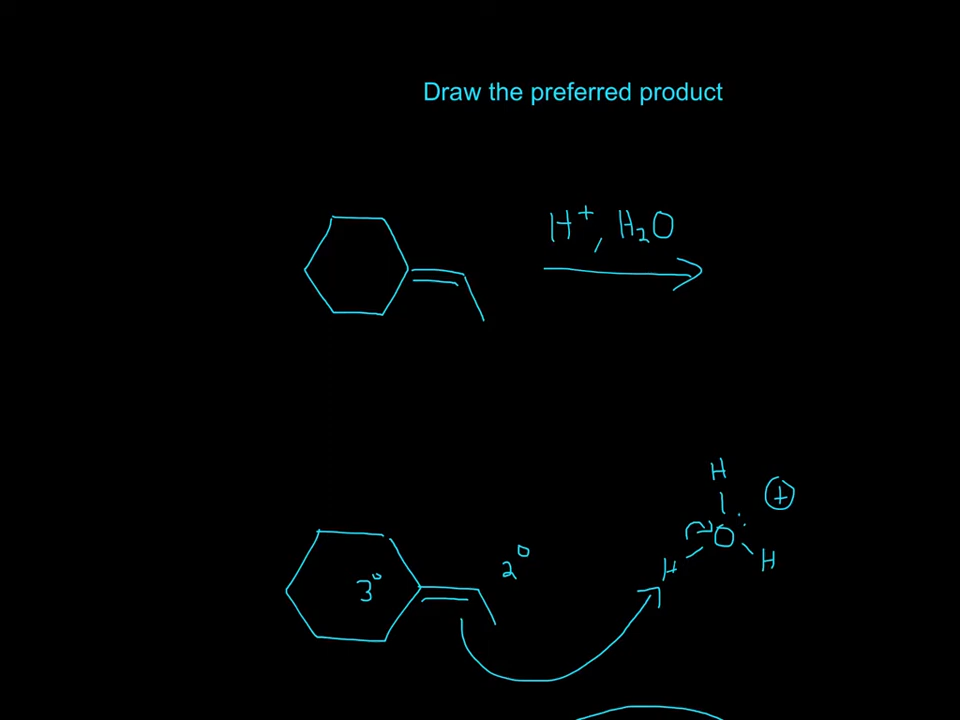 Draw the preferred product
H⁺, H₂O
H
+
O
2°
3°
H
H